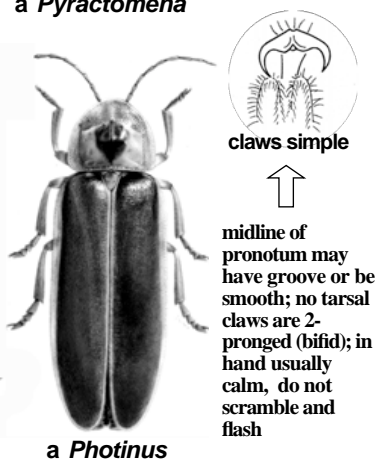 a Pyractomena
claws simple
midline of
pronotum may
have groove or be
smooth; no tarsal
claws are 2-
pronged (bifid); in
hand usually
calm, do not
scramble and
flash
a Photinus